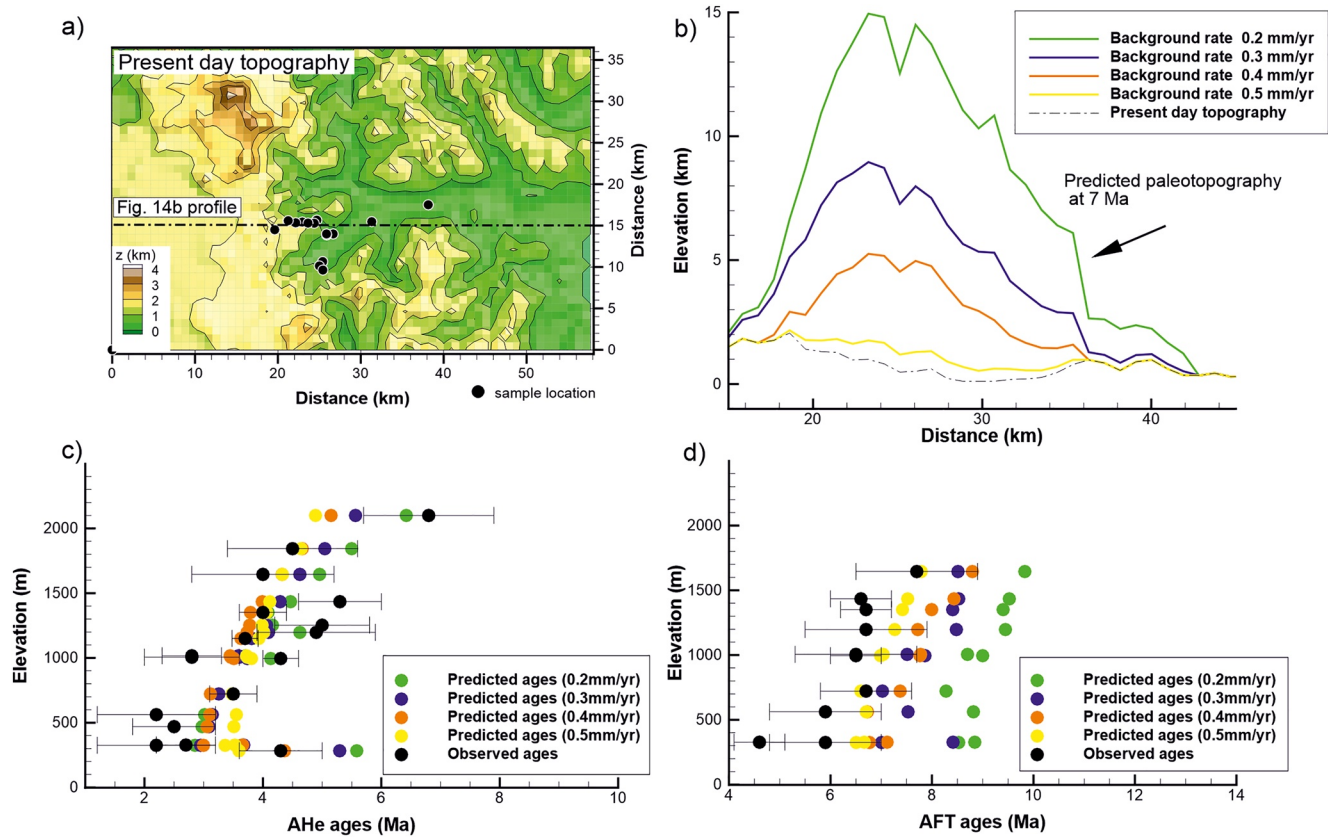 a)
Present day topography
Fig. 14b profile
z (km)
4
3
2
1
0
35
30
25
20
15
10
5
0
Distance (km)
0
10
20
30
40
50
Distance (km)
sample location
b)
15
10
5
0
Elevation (km)
Background rate 0.2 mm/yr
Background rate 0.3 mm/yr
Background rate 0.4 mm/yr
Background rate 0.5 mm/yr
Present day topography
Predicted paleotopography
at 7 Ma
20
30
40
Distance (km)
c)
2000
1500
1000
500
0
Elevation (m)
Predicted ages (0.2mm/yr)
Predicted ages (0.3mm/yr)
Predicted ages (0.4mm/yr)
Predicted ages (0.5mm/yr)
Observed ages
2
4
6
8
10
AHe ages (Ma)
d)
2000
1500
1000
500
0
Elevation (m)
Predicted ages (0.2mm/yr)
Predicted ages (0.3mm/yr)
Predicted ages (0.4mm/yr)
Predicted ages (0.5mm/yr)
Observed ages
4
6
8
10
12
14
AFT ages (Ma)